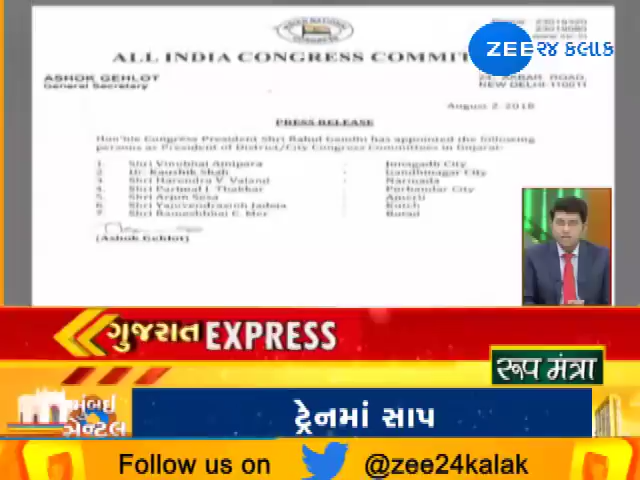 ZEE ૨૪ કલાક
ALL INDIA CONGRESS COMMIT
ASHOK GEHLOT
General Secretary
24, AKBAR ROAD,
NEW DELHI-110011
August 2, 2018
PRESS RELEASE
Hon'ble Congress President Shri Rahul Gandhi has appointed the following
persons as President of District/City Congress Committees in Gujarat:
1. Shri Vinubhai Amipara - Junagadh City
2. Dr. Kaushik Shah - Gandhinagar City
3. Shri Harendra V. Valand - Narmada
4. Shri Parimal J. Thakkar - Porbandar City
5. Shri Arjun Sosa - Amreli
6. Shri Yajuvendrasinh Jadeja - Kutch
7. Shri Rameshbhai C. Mer - Botad
(Ashok Gehlot)
ગુજરાત EXPRESS
રૂપ મંત્રા
મુંબઈ
સેન્ટ્રલ
ટ્રેનમાં સાપ
Follow us on @zee24kalak